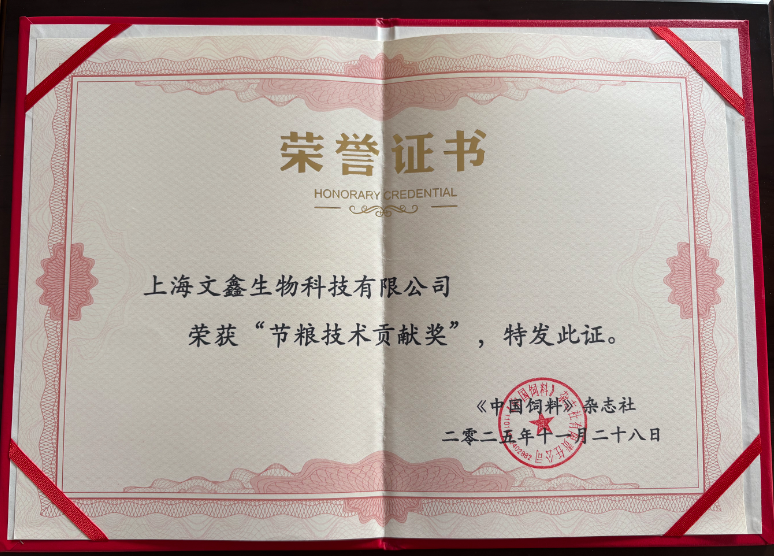 荣誉证书
HONORARY CREDENTIAL
上海文鑫生物科技有限公司
荣获“节粮技术贡献奖”，特发此证。
《中国饲料》杂志社
二零二五年十一月二十八日